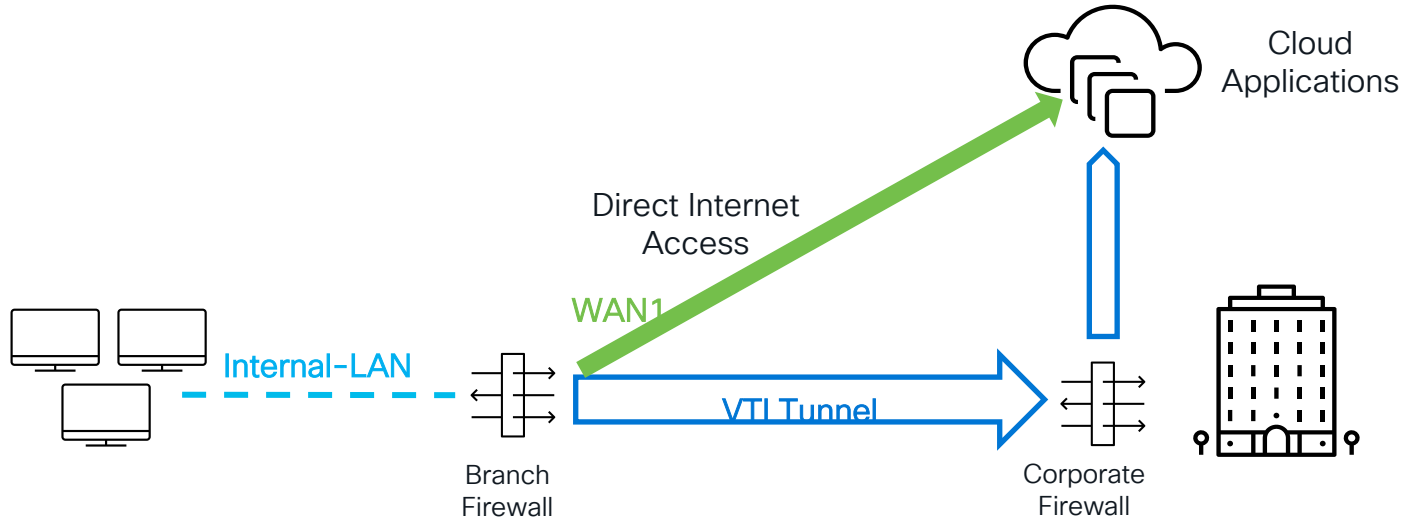 Cloud
Applications
Direct Internet
Access
WAN1
Internal-LAN
VTI Tunnel
Branch
Firewall
Corporate
Firewall